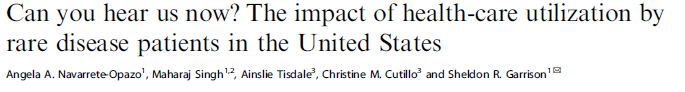 Can you hear us now? The impact of health-care utilization by
rare disease patients in the United States
Angela A. Navarrete-Opazo¹, Maharaj Singh¹,², Ainslie Tisdale³, Christine M. Cutillo³ and Sheldon R. Garrison¹ ✉